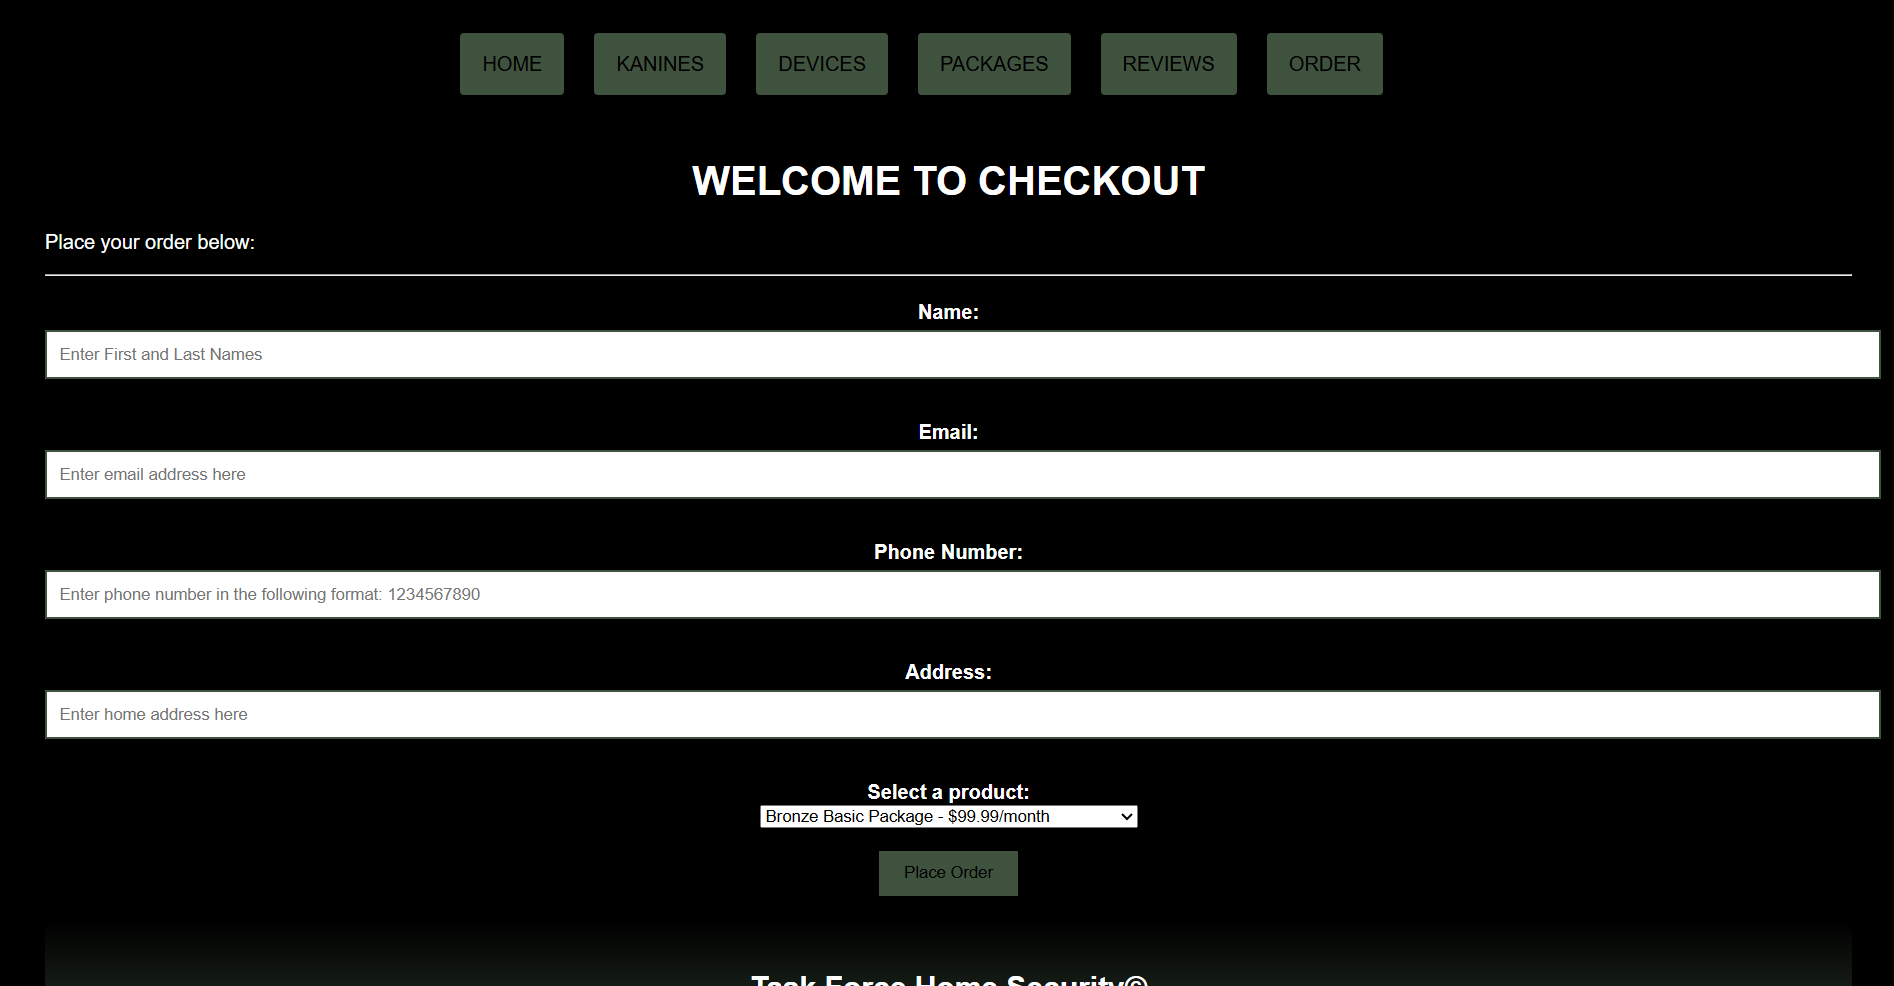 HOME KANINES DEVICES PACKAGES REVIEWS ORDER
WELCOME TO CHECKOUT
Place your order below:
Name:
Enter First and Last Names
Email:
Enter email address here
Phone Number:
Enter phone number in the following format: 1234567890
Address:
Enter home address here
Select a product:
Bronze Basic Package - $99.99/month
Place Order
Task Force Home Security©